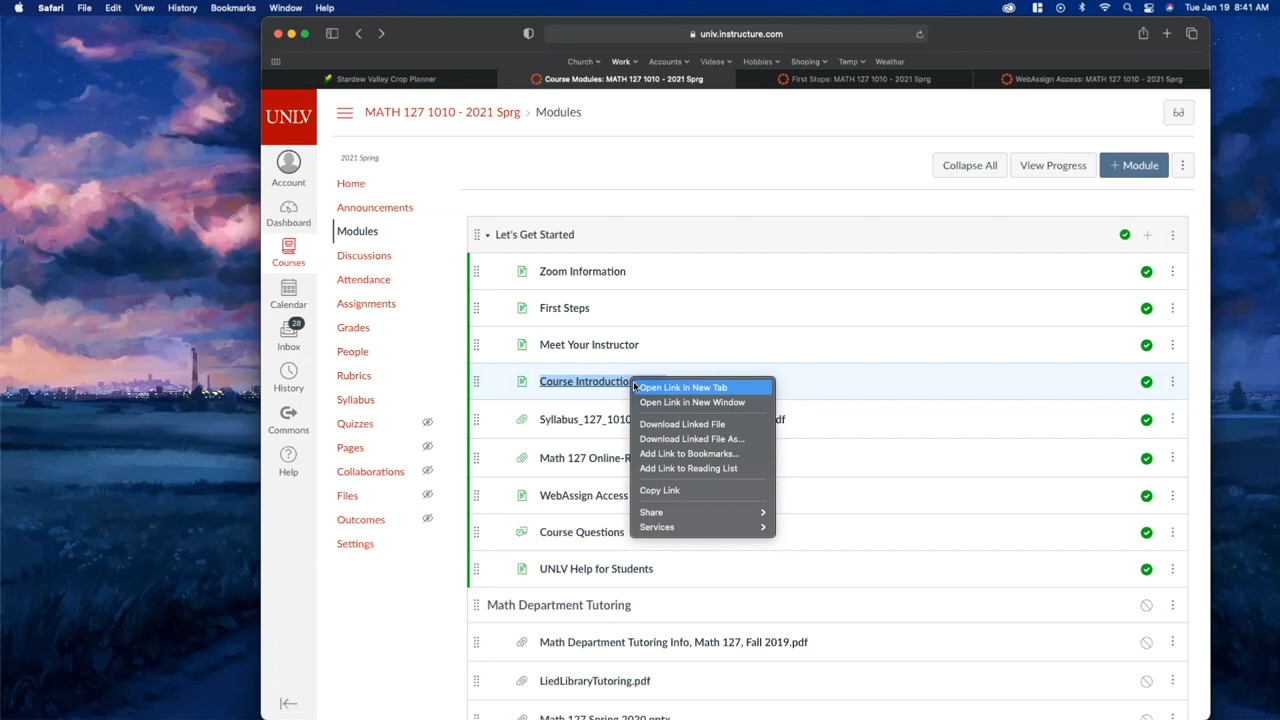 Safari File Edit View History Bookmarks Window Help Tue Jan 19 8:41 AM
univ.instructure.com
Church Work Accounts Videos Hobbies Shoping Temp Weather
Stardew Valley Crop Planner Course Modules: MATH 127 1010 - 2021 Sprg First Steps: MATH 127 1010 - 2021 Sprg WebAssign Access: MATH 127 1010 - 2021 Sprg
UNLV
MATH 127 1010 - 2021 Sprg › Modules
Account
Dashboard
Courses
Calendar
28
Inbox
History
Commons
Help
2021 Spring
Home
Announcements
Modules
Discussions
Attendance
Assignments
Grades
People
Rubrics
Syllabus
Quizzes
Pages
Collaborations
Files
Outcomes
Settings
Collapse All View Progress + Module
Let's Get Started
Zoom Information
First Steps
Meet Your Instructor
Course Introductio
Syllabus_127_1010 df
Math 127 Online-R
WebAssign Access
Course Questions
UNLV Help for Students
Math Department Tutoring
Math Department Tutoring Info, Math 127, Fall 2019.pdf
LiedLibraryTutoring.pdf
Math 127 Spring 2020.pptx
Open Link in New Tab
Open Link in New Window
Download Linked File
Download Linked File As...
Add Link to Bookmarks...
Add Link to Reading List
Copy Link
Share
Services